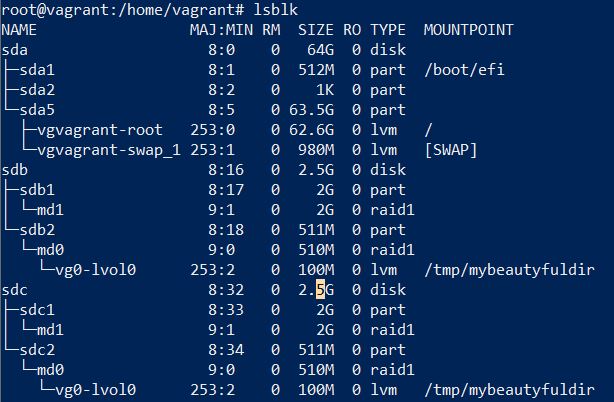 root@vagrant:/home/vagrant# lsblk
NAME                 MAJ:MIN RM  SIZE RO TYPE  MOUNTPOINT
sda                    8:0    0   64G  0 disk
├─sda1                 8:1    0  512M  0 part  /boot/efi
├─sda2                 8:2    0    1K  0 part
└─sda5                 8:5    0 63.5G  0 part
  ├─vgvagrant-root   253:0    0 62.6G  0 lvm   /
  └─vgvagrant-swap_1 253:1    0  980M  0 lvm   [SWAP]
sdb                    8:16   0  2.5G  0 disk
├─sdb1                 8:17   0    2G  0 part
│ └─md1                9:1    0    2G  0 raid1
└─sdb2                 8:18   0  511M  0 part
  └─md0                9:0    0  510M  0 raid1
    └─vg0-lvol0      253:2    0  100M  0 lvm   /tmp/mybeautyfuldir
sdc                    8:32   0  2.5G  0 disk
├─sdc1                 8:33   0    2G  0 part
│ └─md1                9:1    0    2G  0 raid1
└─sdc2                 8:34   0  511M  0 part
  └─md0                9:0    0  510M  0 raid1
    └─vg0-lvol0      253:2    0  100M  0 lvm   /tmp/mybeautyfuldir